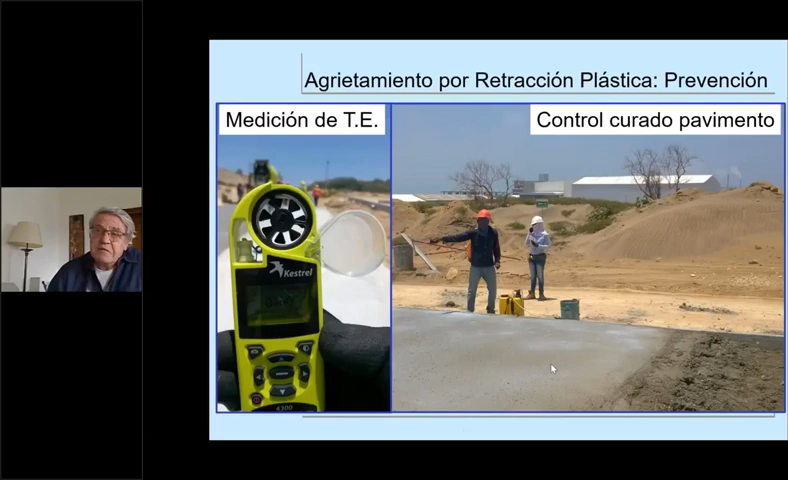 Agrietamiento por Retracción Plástica: Prevención
Medición de T.E.
Control curado pavimento
Kestrel